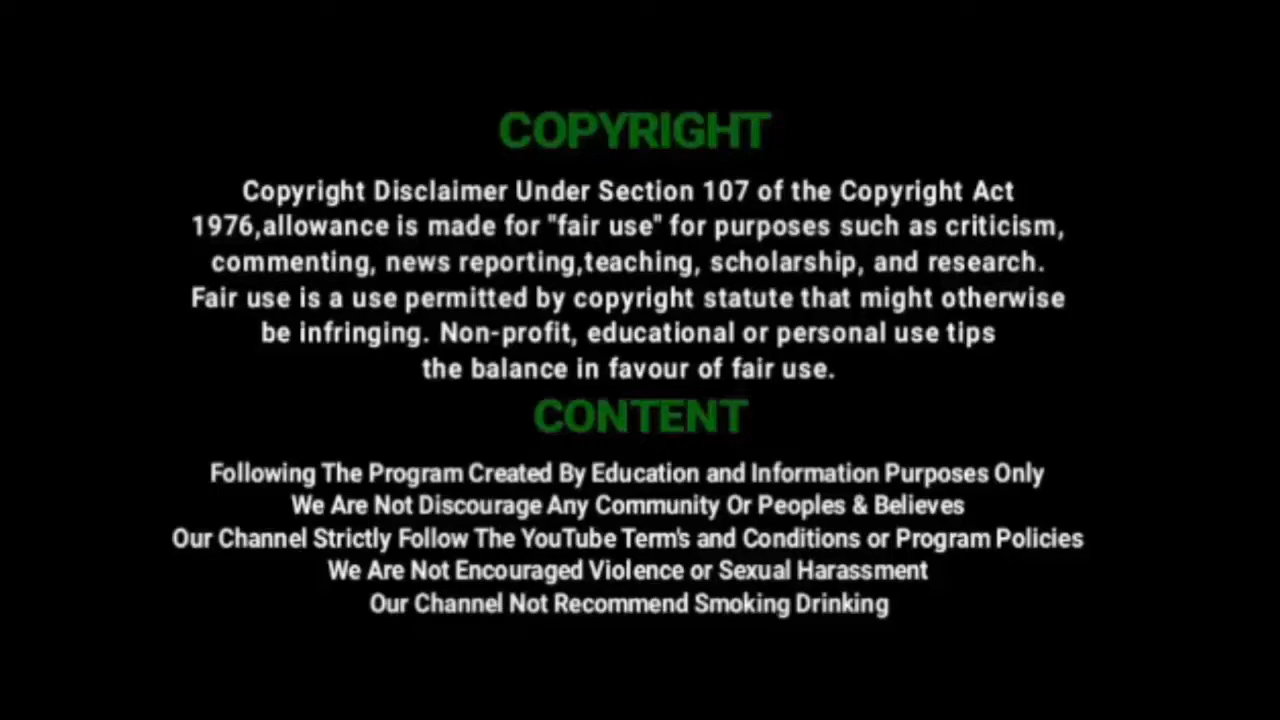 COPYRIGHT
Copyright Disclaimer Under Section 107 of the Copyright Act
1976,allowance is made for "fair use" for purposes such as criticism,
commenting, news reporting,teaching, scholarship, and research.
Fair use is a use permitted by copyright statute that might otherwise
be infringing. Non-profit, educational or personal use tips
the balance in favour of fair use.
CONTENT
Following The Program Created By Education and Information Purposes Only
We Are Not Discourage Any Community Or Peoples & Believes
Our Channel Strictly Follow The YouTube Term's and Conditions or Program Policies
We Are Not Encouraged Violence or Sexual Harassment
Our Channel Not Recommend Smoking Drinking